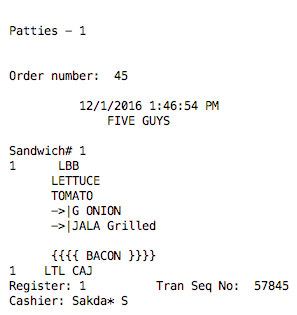 Patties - 1
Order number: 45
12/1/2016 1:46:54 PM
FIVE GUYS
Sandwich# 1
1 LBB
LETTUCE
TOMATO
->|G ONION
->|JALA Grilled
{{{{ BACON }}}}
1 LTL CAJ
Register: 1 Tran Seq No: 57845
Cashier: Sakda* S